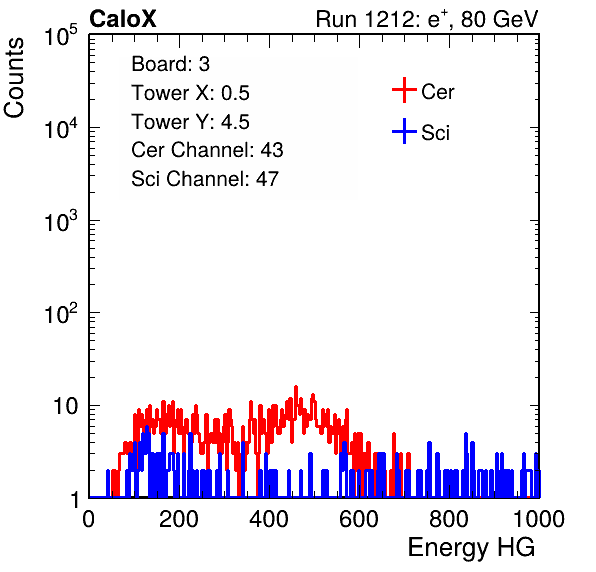 CaloX Run 1212: e⁺, 80 GeV
Counts
Board: 3
Tower X: 0.5
Tower Y: 4.5
Cer Channel: 43
Sci Channel: 47
Cer
Sci
10⁵
10⁴
10³
10²
10
1
0 200 400 600 800 1000
Energy HG